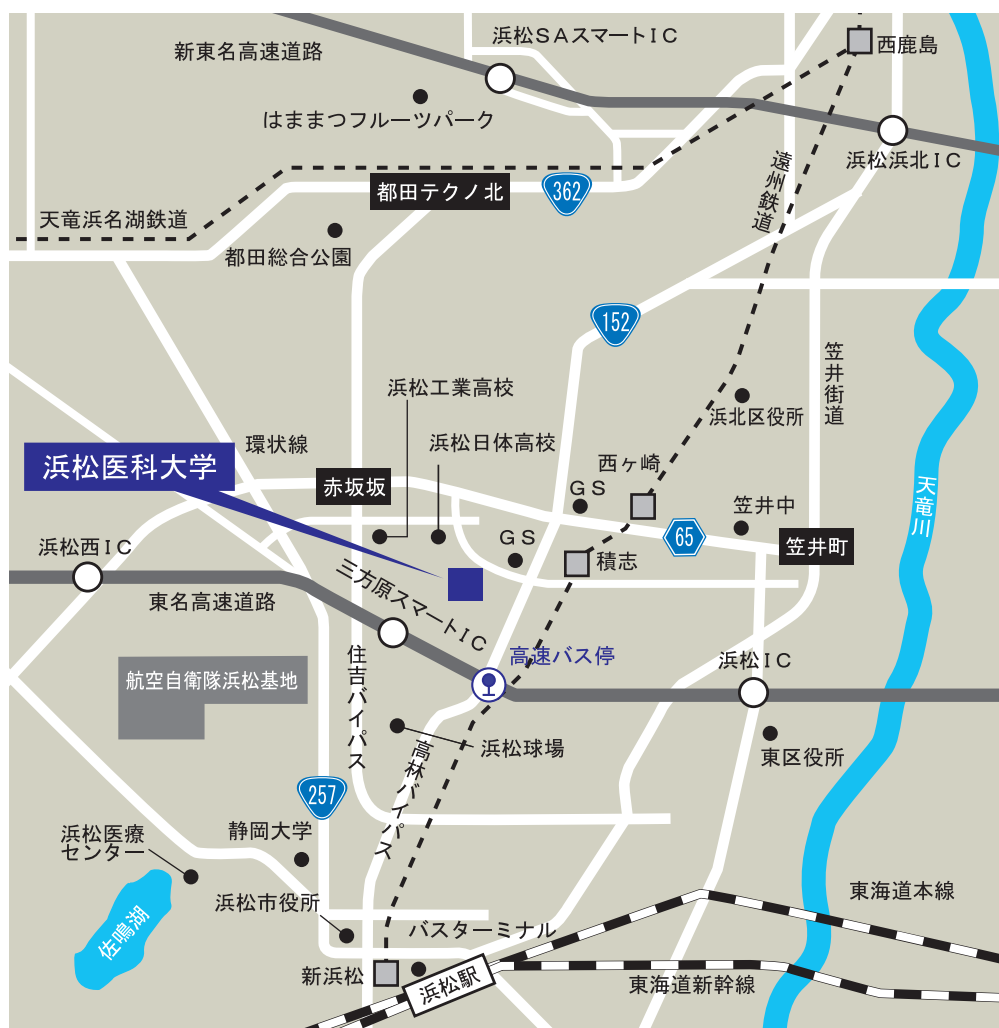 浜松SAスマートIC
新東名高速道路
西鹿島
はままつフルーツパーク
浜松浜北IC
遠州鉄道
都田テクノ北
362
天竜浜名湖鉄道
都田総合公園
152
笠井街道
浜松工業高校
浜北区役所
環状線
浜松日体高校
浜松医科大学
西ヶ崎
赤坂坂
GS
天竜川
笠井中
65
GS
笠井町
浜松西IC
積志
三方原スマートIC
東名高速道路
高速バス停
浜松IC
住吉バイパス
航空自衛隊浜松基地
高林バイパス
浜松球場
東区役所
257
静岡大学
浜松医療
センター
浜松市役所
東海道本線
佐鳴湖
バスターミナル
新浜松
浜松駅
東海道新幹線